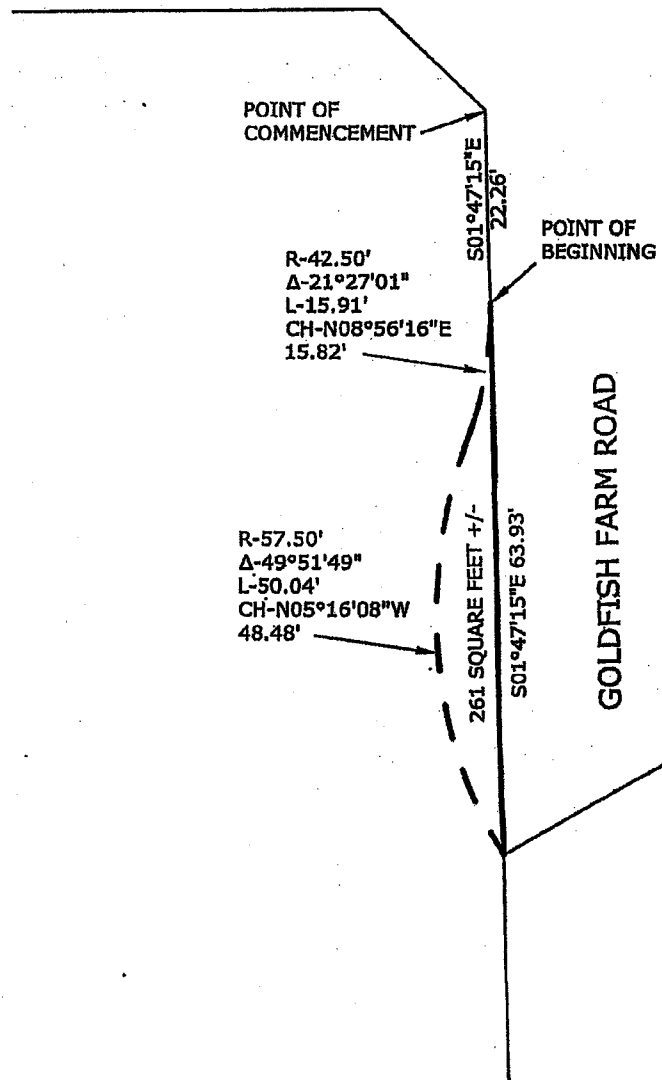 POINT OF
COMMENCEMENT
S01°47'15"E
22.26'
POINT OF
BEGINNING
R-42.50'
Δ-21°27'01"
L-15.91'
CH-N08°56'16"E
15.82'
GOLDFISH FARM ROAD
R-57.50'
Δ-49°51'49"
L-50.04'
CH-N05°16'08"W
48.48'
261 SQUARE FEET +/-
S01°47'15"E 63.93'